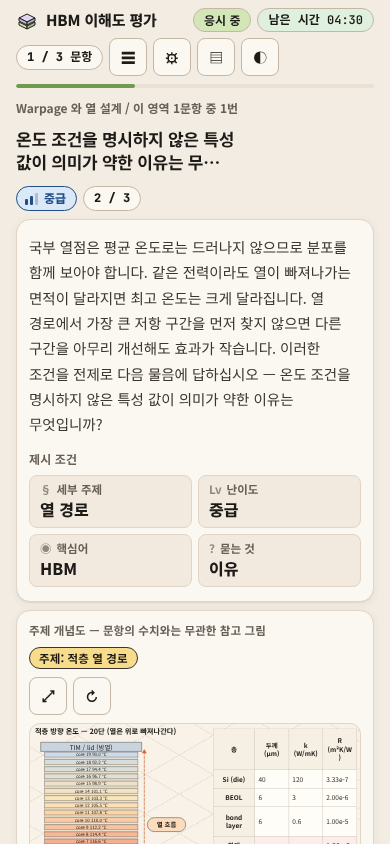 HBM 이해도 평가
응시 중
남은 시간 04:30
1 / 3 문항
Warpage 와 열 설계 / 이 영역 1문항 중 1번
온도 조건을 명시하지 않은 특성
값이 의미가 약한 이유는 무…
중급
2 / 3
국부 열점은 평균 온도로는 드러나지 않으므로 분포를
함께 보아야 합니다. 같은 전력이라도 열이 빠져나가는
면적이 달라지면 최고 온도는 크게 달라집니다. 열
경로에서 가장 큰 저항 구간을 먼저 찾지 않으면 다른
구간을 아무리 개선해도 효과가 작습니다. 이러한
조건을 전제로 다음 물음에 답하십시오 — 온도 조건을
명시하지 않은 특성 값이 의미가 약한 이유는
무엇입니까?
제시 조건
§ 세부 주제
열 경로
Lv 난이도
중급
◉ 핵심어
HBM
? 묻는 것
이유
주제 개념도 — 문항의 수치와는 무관한 참고 그림
주제: 적층 열 경로
적층 방향 온도 — 20단 (열은 위로 빠져나간다)
TIM / lid (방열)
열 흐름
층 두께 (μm) k (W/mK) R (m²K/W)
Si (die) 40 120 3.33e-7
BEOL 6 3 2.00e-6
bond layer 6 0.6 1.00e-5